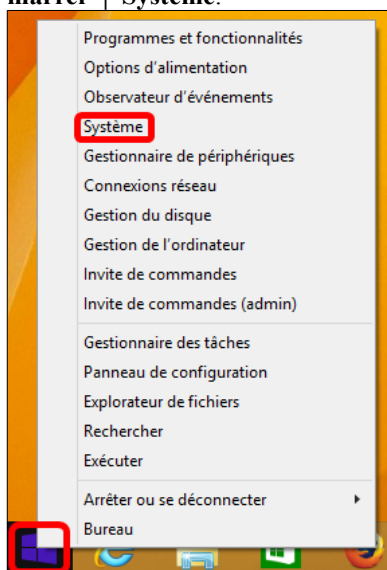 marrer | Système.
Programmes et fonctionnalités
Options d'alimentation
Observateur d'événements
Système
Gestionnaire de périphériques
Connexions réseau
Gestion du disque
Gestion de l'ordinateur
Invite de commandes
Invite de commandes (admin)
Gestionnaire des tâches
Panneau de configuration
Explorateur de fichiers
Rechercher
Exécuter
Arrêter ou se déconnecter
Bureau